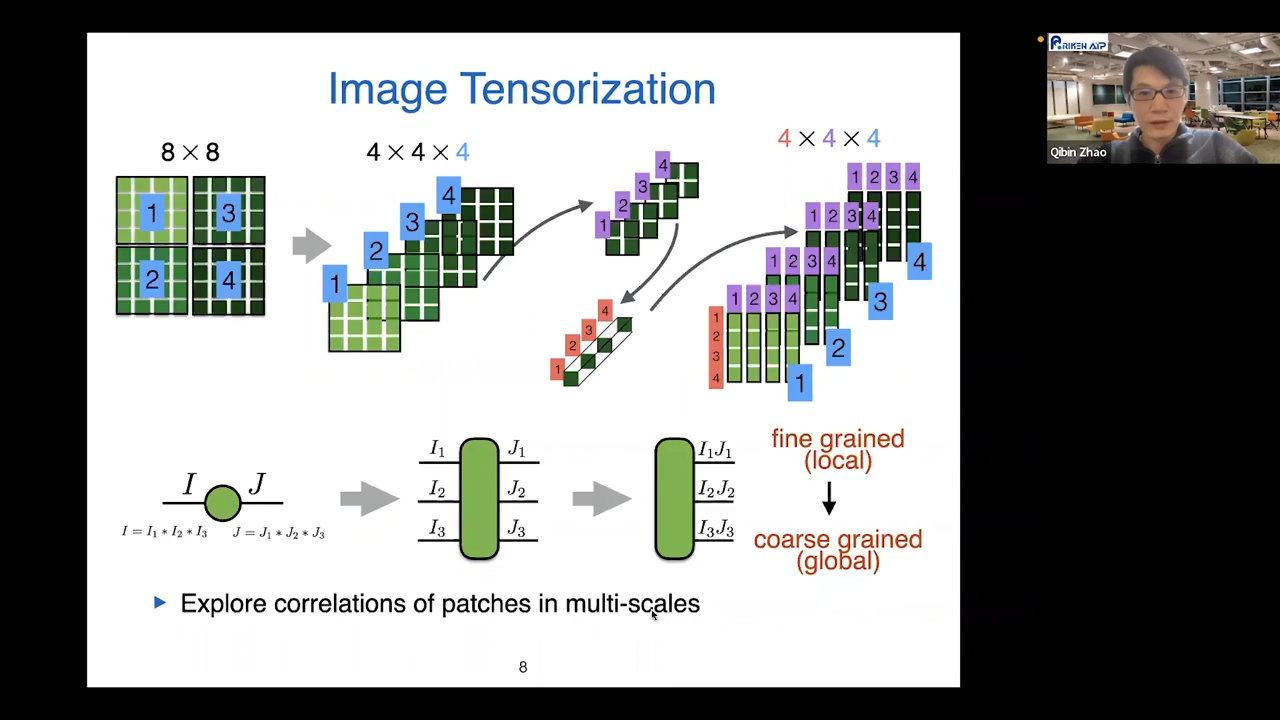 Image Tensorization
8 × 8
4 × 4 × 4
4 × 4 × 4
1 3
2 4
1 2 3 4
1 2 3 4
1 2 3 4
1 2 3 4
1 2 3 4
1 2 3 4
1 2 3 4
1 2 3 4
1 2 3 4
I J
I = I₁ * I₂ * I₃ J = J₁ * J₂ * J₃
I₁ J₁
I₂ J₂
I₃ J₃
I₁J₁
I₂J₂
I₃J₃
fine grained
(local)
coarse grained
(global)
Explore correlations of patches in multi-scales
8
RIKEN AIP
Qibin Zhao